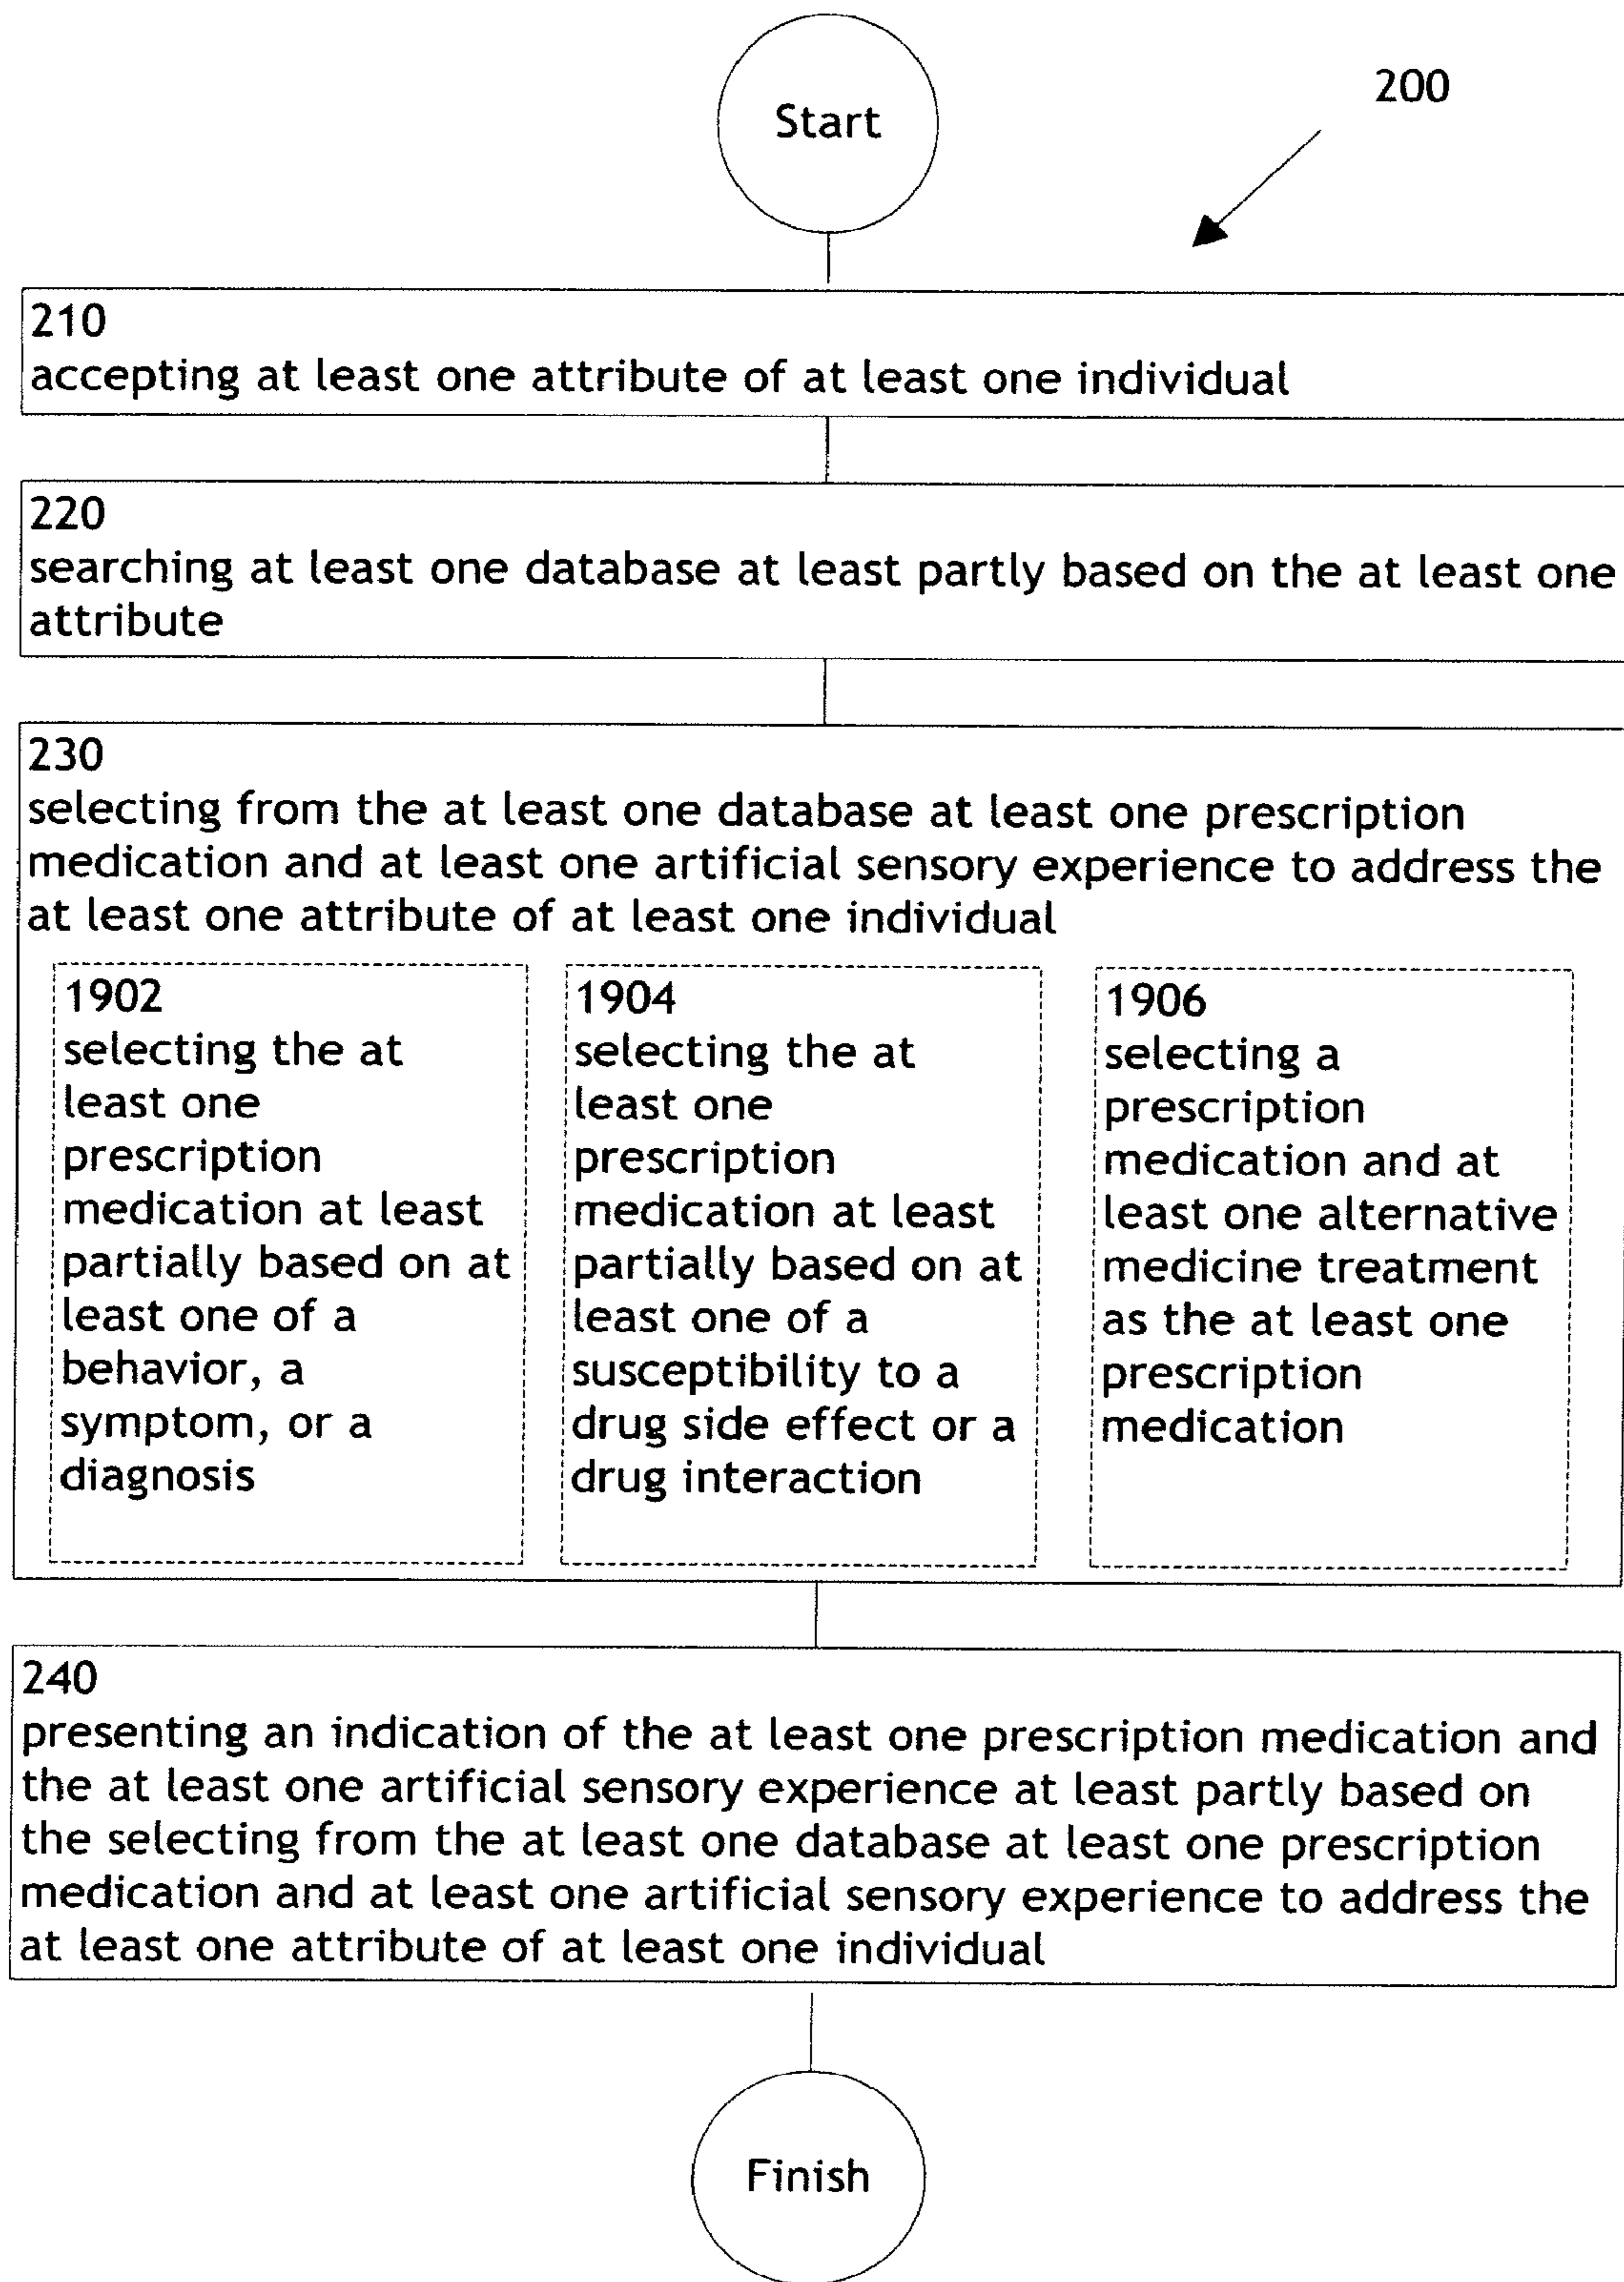 Start
200
210
accepting at least one attribute of at least one individual
220
searching at least one database at least partly based on the at least one
attribute
230
selecting from the at least one database at least one prescription
medication and at least one artificial sensory experience to address the
at least one attribute of at least one individual
1902
selecting the at
least one
prescription
medication at least
partially based on at
least one of a
behavior, a
symptom, or a
diagnosis
1904
selecting the at
least one
prescription
medication at least
partially based on at
least one of a
susceptibility to a
drug side effect or a
drug interaction
1906
selecting a
prescription
medication and at
least one alternative
medicine treatment
as the at least one
prescription
medication
240
presenting an indication of the at least one prescription medication and
the at least one artificial sensory experience at least partly based on
the selecting from the at least one database at least one prescription
medication and at least one artificial sensory experience to address the
at least one attribute of at least one individual
Finish